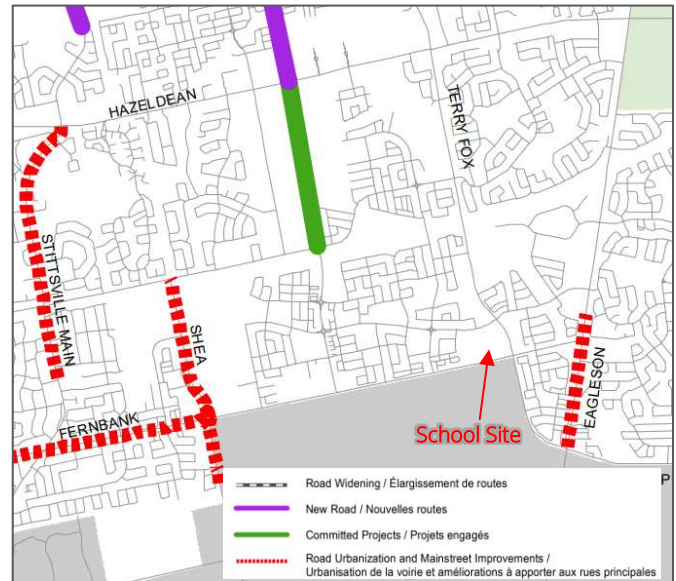 HAZELDEAN
TERRY FOX
STITTSVILLE MAIN
SHEA
EAGLESON
FERNBANK
School Site
P
Road Widening / Élargissement de routes
New Road / Nouvelles routes
Committed Projects / Projets engagés
Road Urbanization and Mainstreet Improvements /
Urbanisation de la voirie et améliorations à apporter aux rues principales